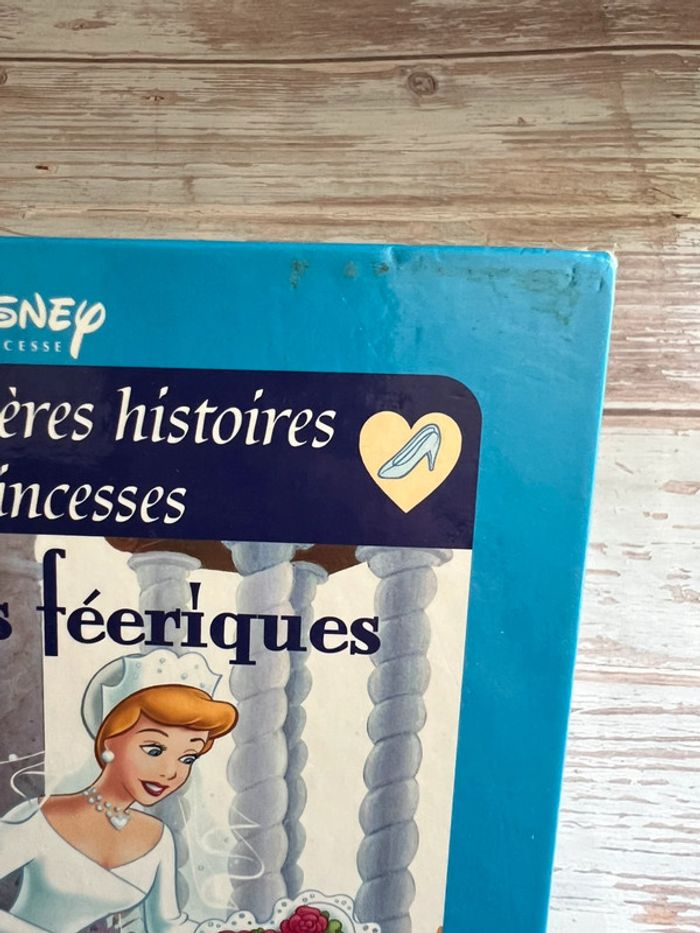 SNEY
CESSE
ères histoires
incesses
s féeriques